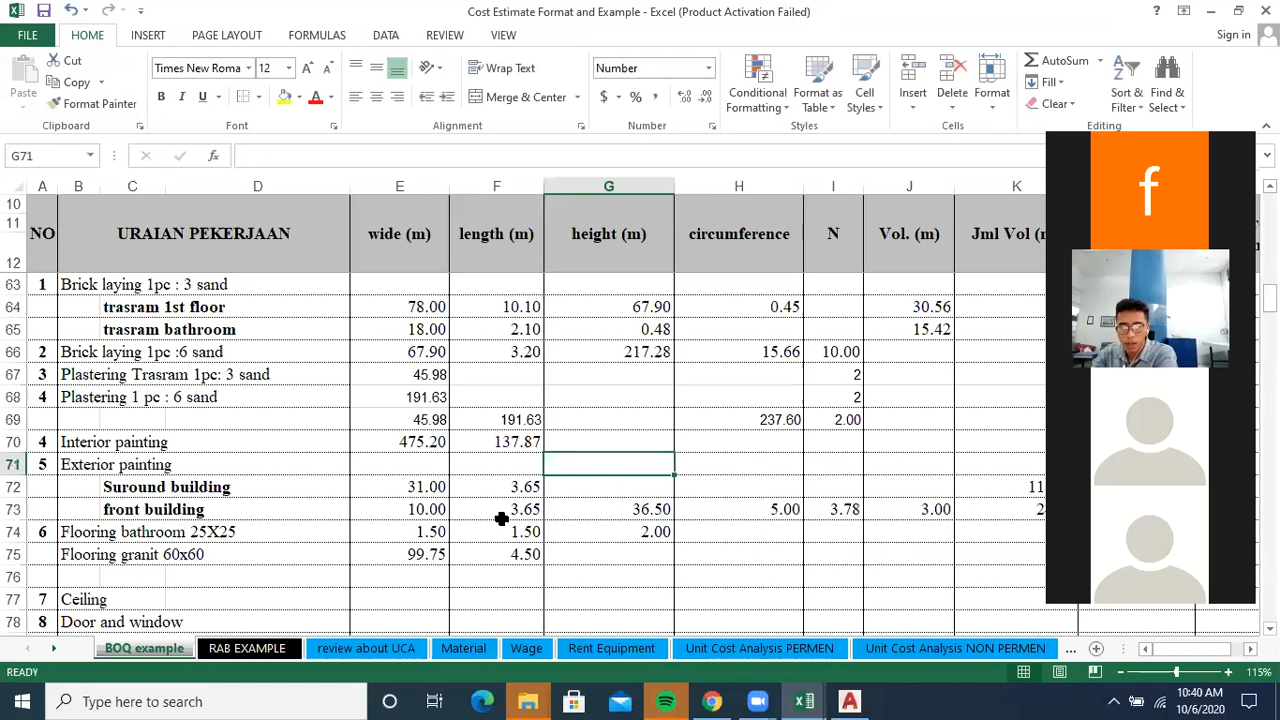 Cost Estimate Format and Example - Excel (Product Activation Failed)
FILE HOME INSERT PAGE LAYOUT FORMULAS DATA REVIEW VIEW Sign in
Cut
Copy
Format Painter
Paste
Clipboard
Times New Roma 12
Font
Wrap Text
Merge & Center
Alignment
Number
$ % ,
Number
Conditional Formatting
Format as Table
Cell Styles
Styles
Insert Delete Format
Cells
AutoSum
Fill
Clear
Sort & Filter
Find & Select
Editing
G71 fx
A B C D E F G H I J K
10
11
12
NO URAIAN PEKERJAAN wide (m) length (m) height (m) circumference N Vol. (m) Jml Vol (
63 1 Brick laying 1pc : 3 sand
64 trasram 1st floor 78.00 10.10 67.90 0.45 30.56
65 trasram bathroom 18.00 2.10 0.48 15.42
66 2 Brick laying 1pc :6 sand 67.90 3.20 217.28 15.66 10.00
67 3 Plastering Trasram 1pc: 3 sand 45.98 2
68 4 Plastering 1 pc : 6 sand 191.63 2
69 45.98 191.63 237.60 2.00
70 4 Interior painting 475.20 137.87
71 5 Exterior painting
72 Suround building 31.00 3.65 11
73 front building 10.00 3.65 36.50 5.00 3.78 3.00 2
74 6 Flooring bathroom 25X25 1.50 1.50 2.00
75 Flooring granit 60x60 99.75 4.50
76
77 7 Ceiling
78 8 Door and window
f
BOQ example RAB EXAMPLE review about UCA Material Wage Rent Equipment Unit Cost Analysis PERMEN Unit Cost Analysis NON PERMEN ...
READY 115%
Type here to search
10:40 AM
10/6/2020